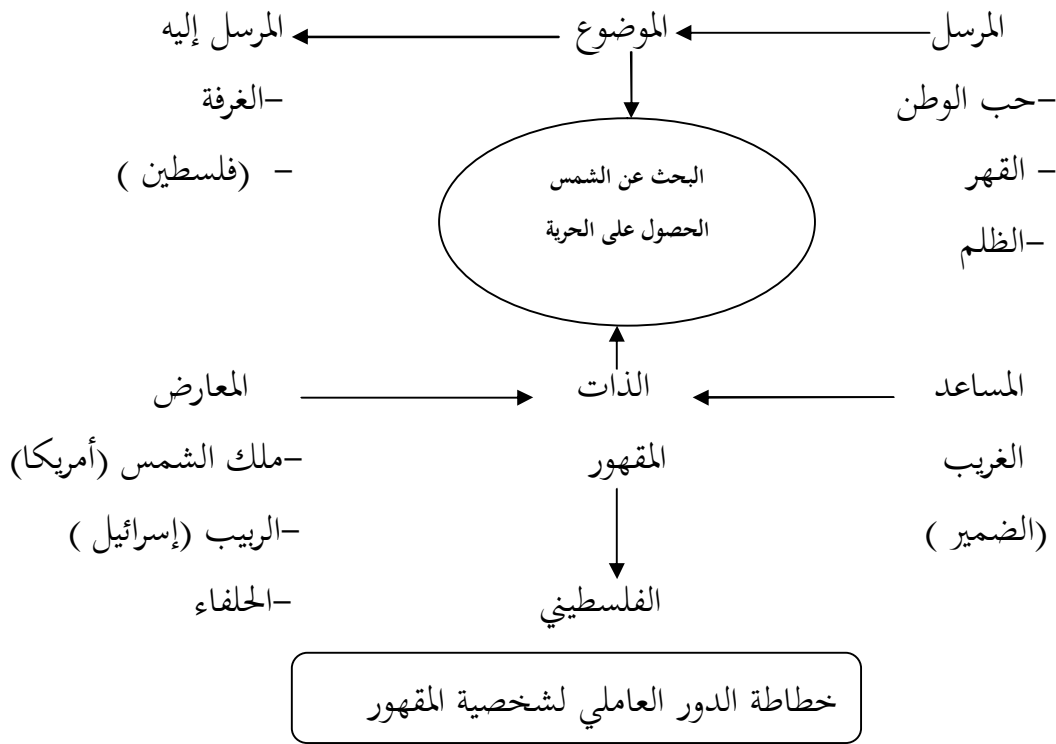 المرسل الموضوع المرسل إليه
–حب الوطن –الغرفة
– القهر – (فلسطين )
–الظلم
البحث عن الشمس
الحصول على الحرية
المساعد الذات المعارض
الغريب المقهور –ملك الشمس (أمريكا)
(الضمير ) –الربيب (إسرائيل )
الفلسطيني –الحلفاء
خطاطة الدور العاملي لشخصية المقهور